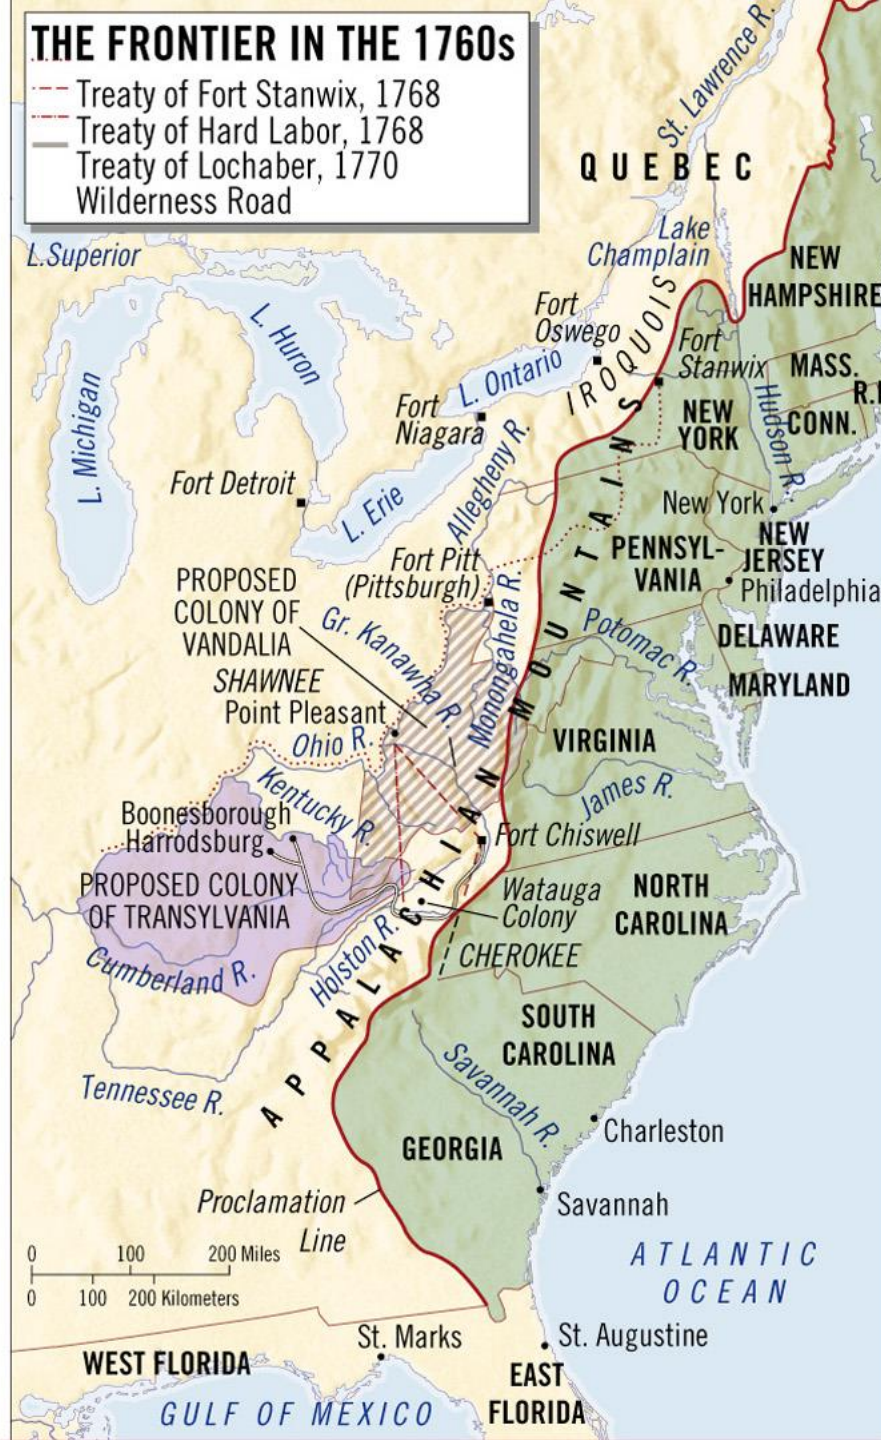 THE FRONTIER IN THE 1760s
Treaty of Fort Stanwix, 1768
Treaty of Hard Labor, 1768
Treaty of Lochaber, 1770
Wilderness Road
St. Lawrence R.
QUEBEC
L.Superior
Lake
Champlain
NEW
HAMPSHIRE
L. Huron
Fort
Oswego
IROQUOIS
Fort
Stanwix
MASS.
R.I
L. Michigan
L. Ontario
Fort
Niagara
NEW
YORK
Hudson R.
CONN.
Allegheny R.
Fort Detroit
L. Erie
New York
NEW
JERSEY
Fort Pitt
(Pittsburgh)
PENNSYL-
VANIA
Philadelphia
PROPOSED
COLONY OF
VANDALIA
Gr. Kanawha R.
Monongahela R.
Potomac R.
DELAWARE
MARYLAND
SHAWNEE
Point Pleasant
Ohio R.
VIRGINIA
Kentucky R.
James R.
Boonesborough
Harrodsburg
Fort Chiswell
PROPOSED COLONY
OF TRANSYLVANIA
Watauga
Colony
NORTH
CAROLINA
CHEROKEE
Cumberland R.
Holston R.
APPALACHIAN MOUNTAINS
SOUTH
CAROLINA
Tennessee R.
Savannah R.
Charleston
GEORGIA
Proclamation
Line
Savannah
0 100 200 Miles
0 100 200 Kilometers
ATLANTIC
OCEAN
St. Marks
St. Augustine
WEST FLORIDA
EAST
FLORIDA
GULF OF MEXICO